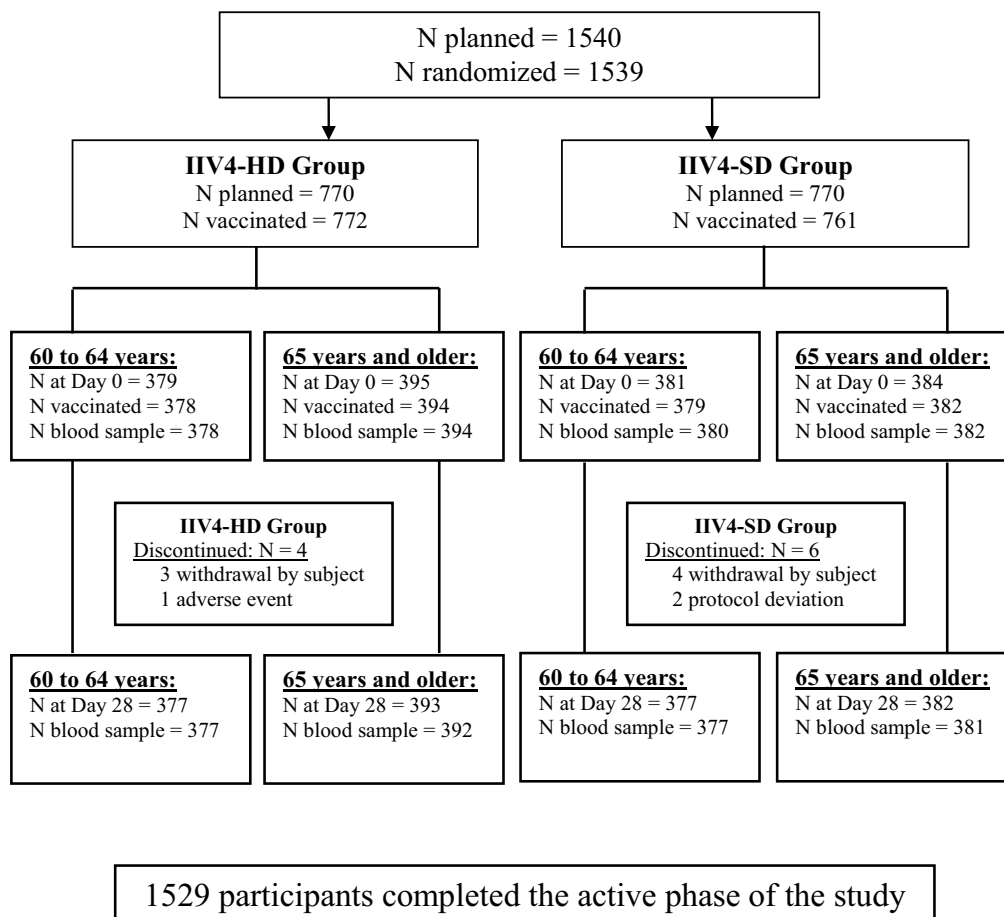 N planned = 1540
N randomized = 1539
IIV4-HD Group
N planned = 770
N vaccinated = 772
IIV4-SD Group
N planned = 770
N vaccinated = 761
60 to 64 years:
N at Day 0 = 379
N vaccinated = 378
N blood sample = 378
65 years and older:
N at Day 0 = 395
N vaccinated = 394
N blood sample = 394
60 to 64 years:
N at Day 0 = 381
N vaccinated = 379
N blood sample = 380
65 years and older:
N at Day 0 = 384
N vaccinated = 382
N blood sample = 382
IIV4-HD Group
Discontinued: N = 4
3 withdrawal by subject
1 adverse event
IIV4-SD Group
Discontinued: N = 6
4 withdrawal by subject
2 protocol deviation
60 to 64 years:
N at Day 28 = 377
N blood sample = 377
65 years and older:
N at Day 28 = 393
N blood sample = 392
60 to 64 years:
N at Day 28 = 377
N blood sample = 377
65 years and older:
N at Day 28 = 382
N blood sample = 381
1529 participants completed the active phase of the study